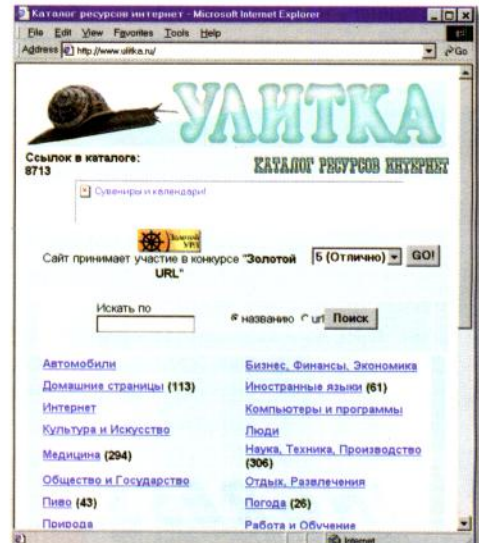 Каталог ресурсов интернет - Microsoft Internet Explorer
File Edit View Favorites Tools Help
Address http://www.ulitka.ru/ Go
УЛИТКА
Ссылок в каталоге:
8713
КАТАЛОГ РЕСУРСОВ ИНТЕРНЕТ
Сувениры и календари!
Золотой
URL
Сайт принимает участие в конкурсе "Золотой
URL"
5 (Отлично) GO!
Искать по
названию url Поиск
Автомобили
Домашние страницы (113)
Интернет
Культура и Искусство
Медицина (294)
Общество и Государство
Пиво (43)
Природа
Бизнес, Финансы, Экономика
Иностранные языки (61)
Компьютеры и программы
Люди
Наука, Техника, Производство
(306)
Отдых, Развлечения
Погода (26)
Работа и Обучение
Internet